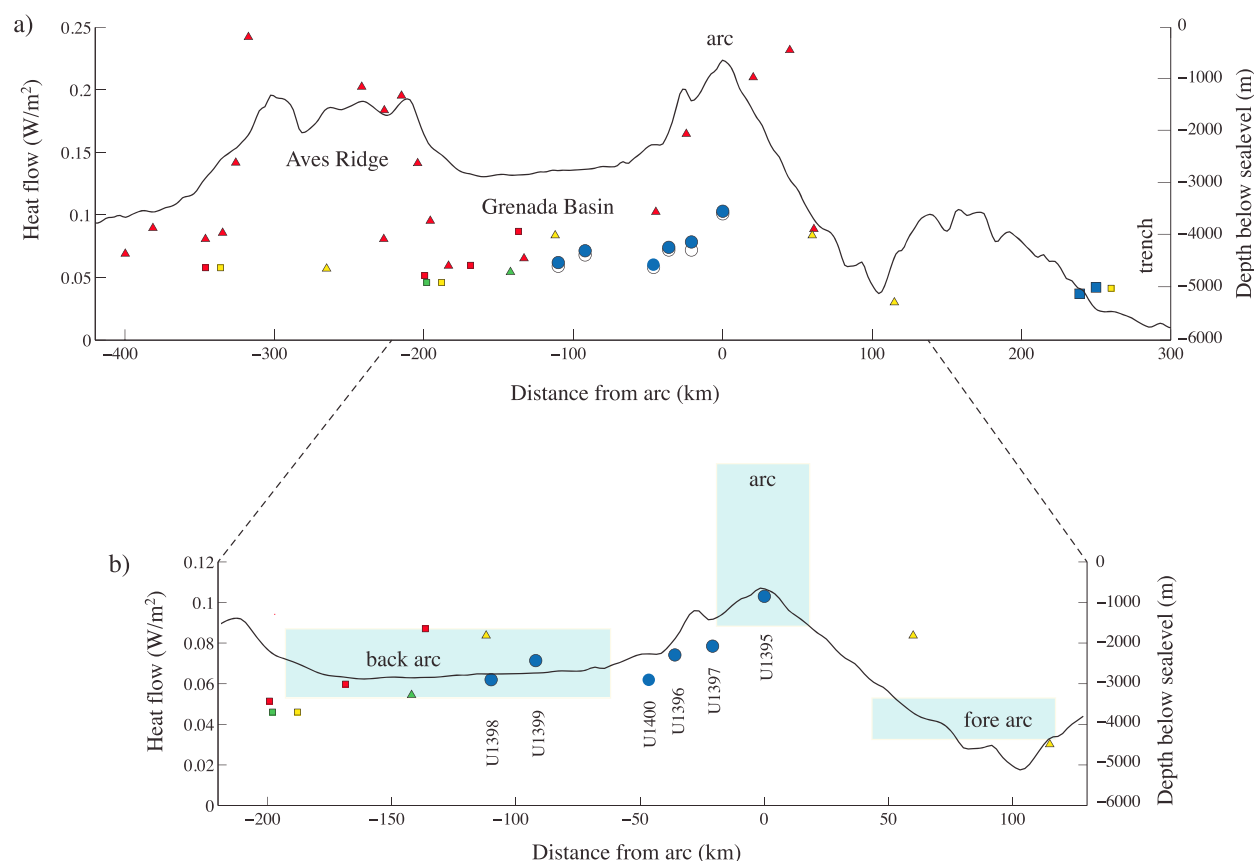 a)
0.25
0.2
0.15
0.1
0.05
0
Heat flow (W/m²)
arc
Aves Ridge
Grenada Basin
trench
0
−1000
−2000
−3000
−4000
−5000
−6000
Depth below sealevel (m)
−400 −300 −200 −100 0 100 200 300
Distance from arc (km)
b)
0.12
0.1
0.08
0.06
0.04
0.02
0
Heat flow (W/m²)
arc
back arc
fore arc
U1398
U1399
U1400
U1396
U1397
U1395
0
−1000
−2000
−3000
−4000
−5000
−6000
Depth below sealevel (m)
−200 −150 −100 −50 0 50 100
Distance from arc (km)